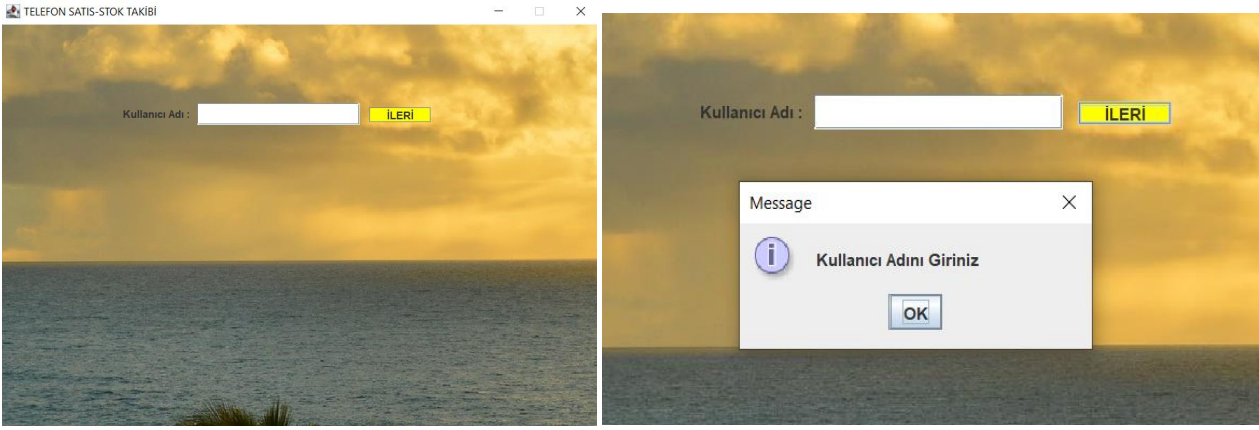 TELEFON SATIS-STOK TAKİBİ
Kullanıcı Adı :
İLERİ
Kullanıcı Adı :
İLERİ
Message
Kullanıcı Adını Giriniz
OK